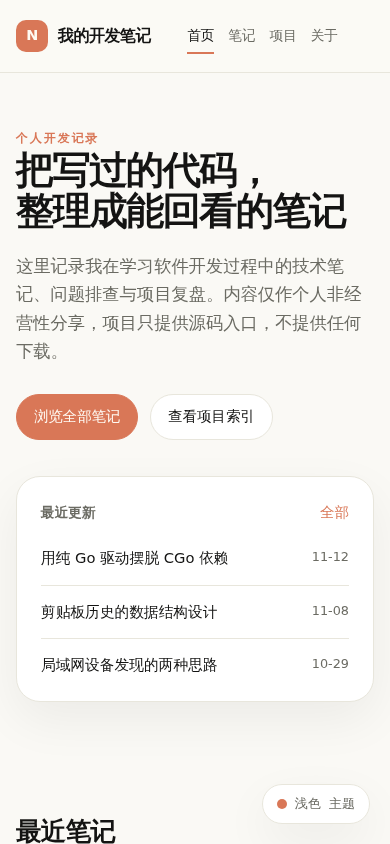 N 我的开发笔记 首页 笔记 项目 关于
个人开发记录
把写过的代码，
整理成能回看的笔记
这里记录我在学习软件开发过程中的技术笔
记、问题排查与项目复盘。内容仅作个人非经
营性分享，项目只提供源码入口，不提供任何
下载。
浏览全部笔记 查看项目索引
最近更新 全部
用纯 Go 驱动摆脱 CGo 依赖 11-12
剪贴板历史的数据结构设计 11-08
局域网设备发现的两种思路 10-29
浅色 主题
最近笔记